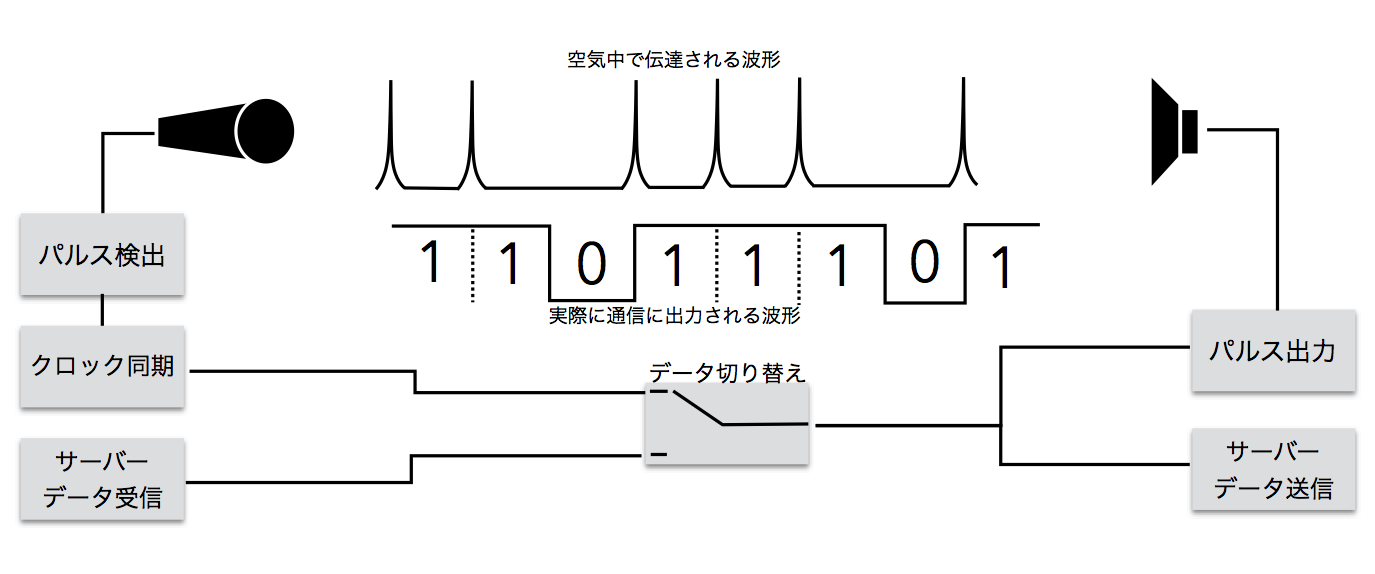 空気中で伝達される波形
パルス検出
1 1 0 1 1 1 0 1
実際に通信に出力される波形
クロック同期
データ切り替え
パルス出力
サーバー
データ受信
サーバー
データ送信